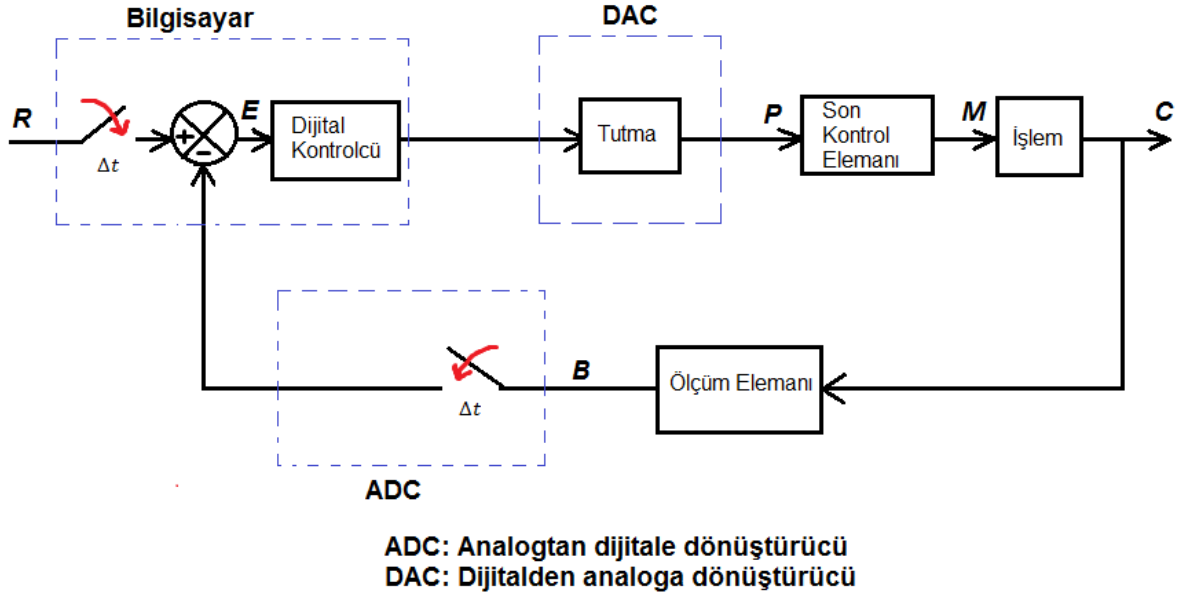 Bilgisayar
DAC
R
Δt
+
-
E
Dijital
Kontrolcü
Tutma
P
Son
Kontrol
Elemanı
M
İşlem
C
Δt
B
Ölçüm Elemanı
ADC
ADC: Analogtan dijitale dönüştürücü
DAC: Dijitalden analoga dönüştürücü